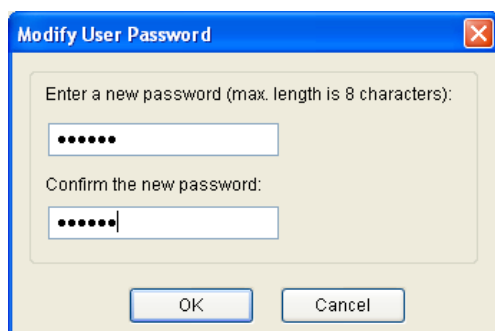 Modify User Password
Enter a new password (max. length is 8 characters):
••••••
Confirm the new password:
••••••
OK
Cancel